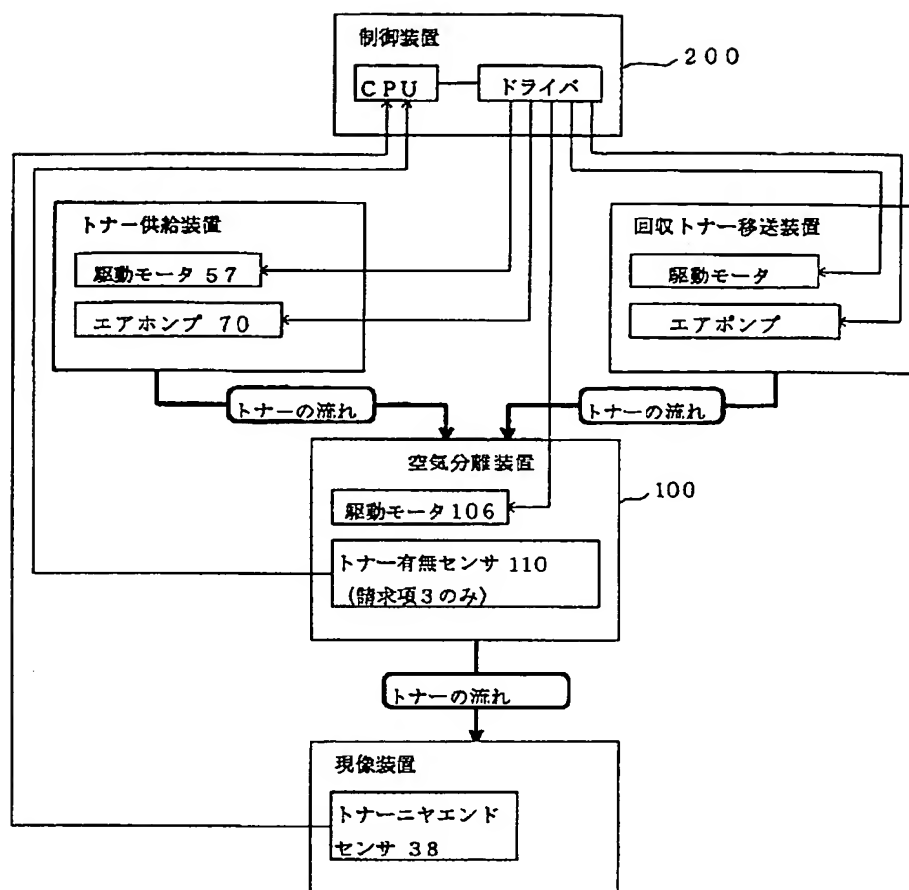 制御装置
200
CPU
ドライバ
トナー供給装置
駆動モータ 57
エアホンプ 70
回収トナー移送装置
駆動モータ
エアポンプ
トナーの流れ
トナーの流れ
空気分離装置
100
駆動モータ106
トナー有無センサ 110
(請求項3のみ)
トナーの流れ
現像装置
トナーニヤエンド
センサ 38